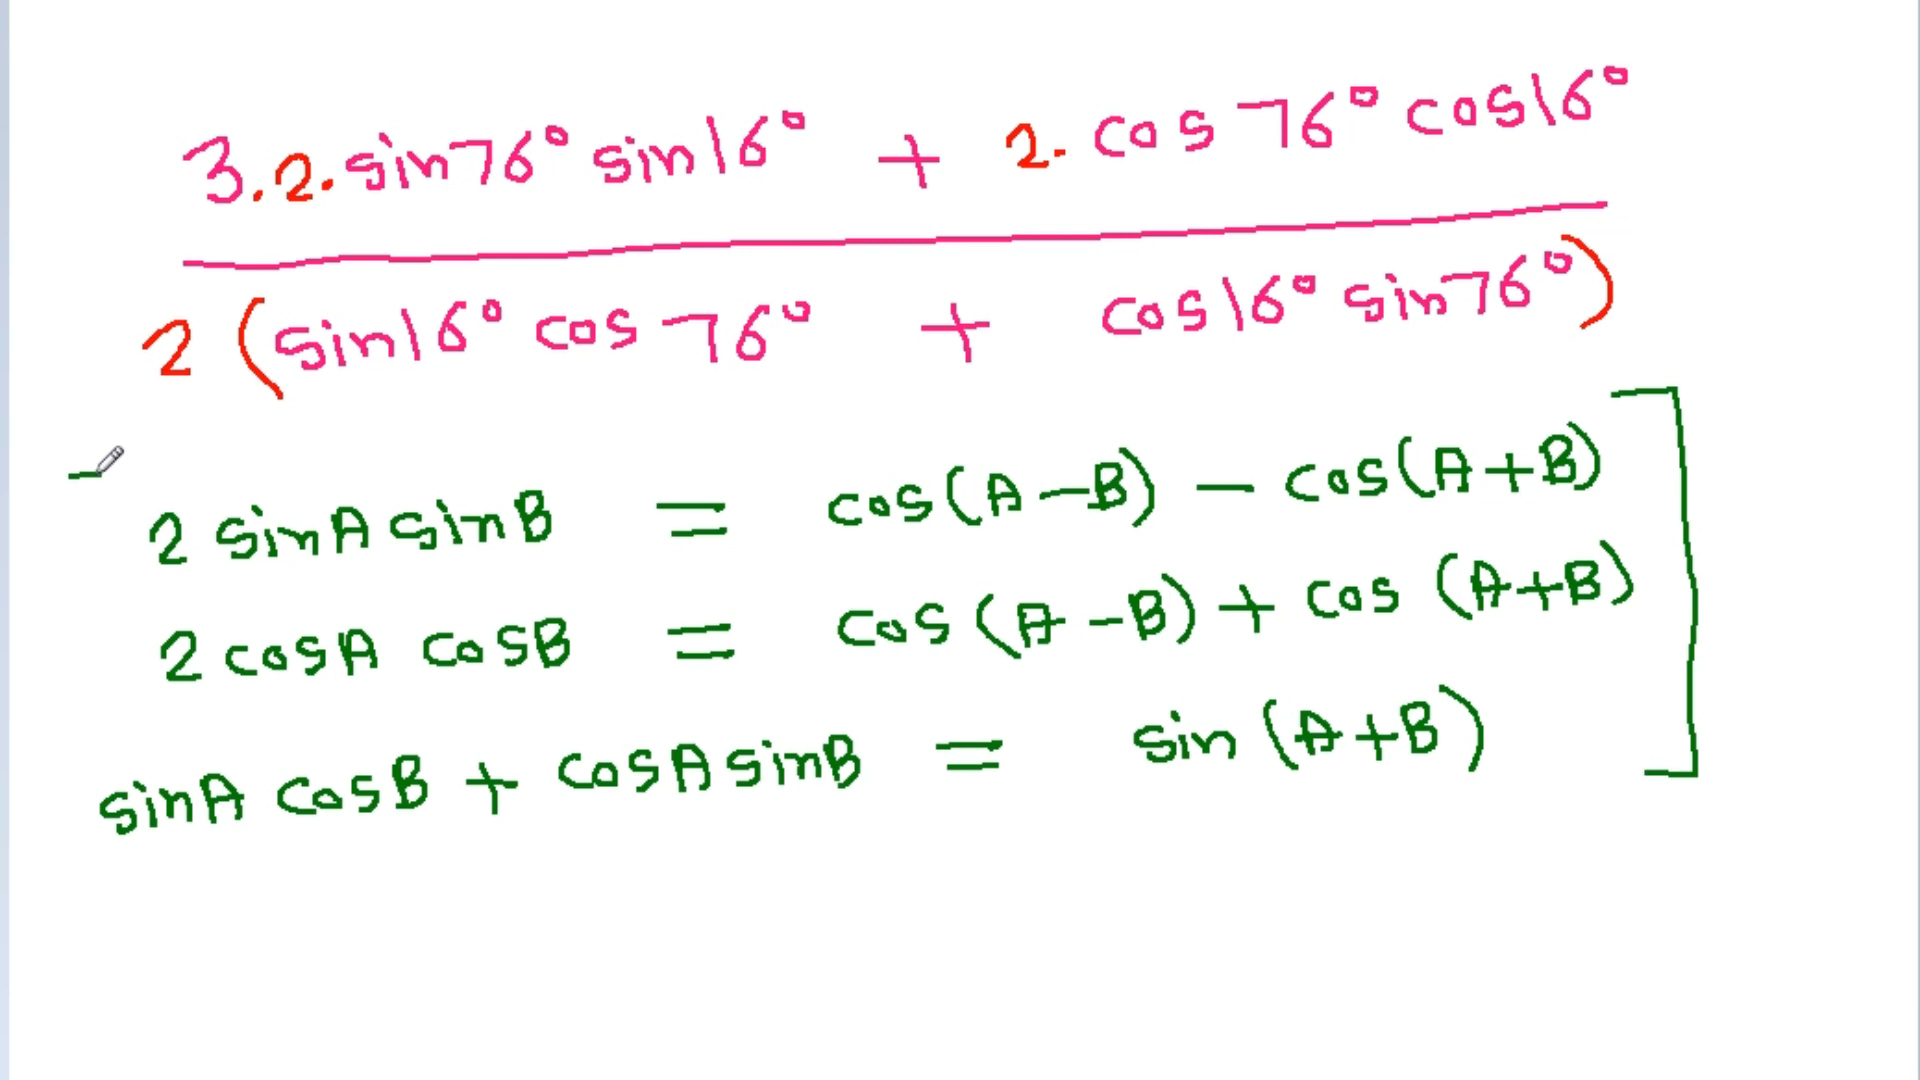 3.2.sin76° sin16° + 2.cos76° cos16°
2(sin16° cos76° + cos16° sin76°)
2 sinA sinB = cos(A-B) - cos(A+B)
2 cosA cosB = cos(A-B) + cos(A+B)
sinA cosB + cosA sinB = sin(A+B)